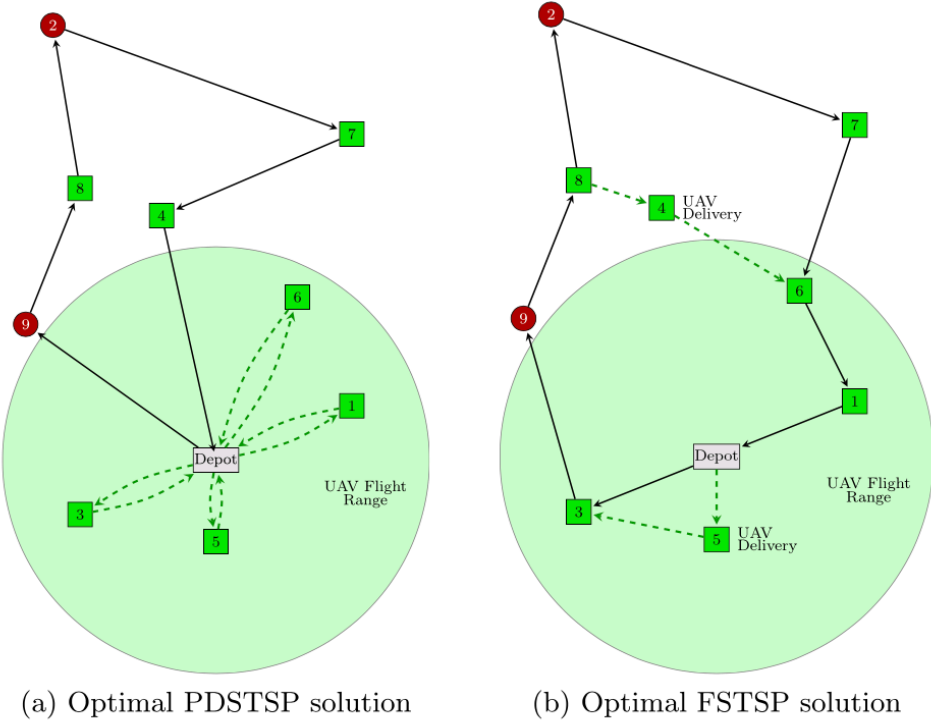 2
7
8
4
6
9
1
Depot
UAV Flight
Range
3
5
(a) Optimal PDSTSP solution
2
7
8
4
UAV
Delivery
6
9
1
Depot
UAV Flight
Range
3
5
UAV
Delivery
(b) Optimal FSTSP solution